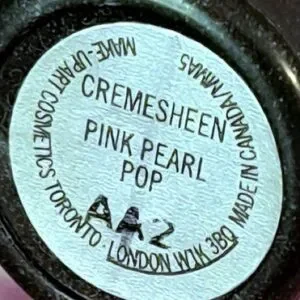 CREMESHEEN
PINK PEARL
POP
AA2
MAKE-UP ART COSMETICS TORONTO · LONDON W1K 3BQ MADE IN CANADA / MMA5